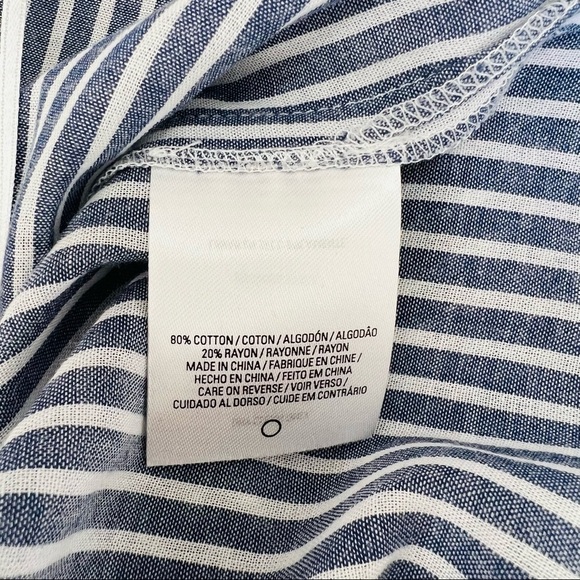 80% COTTON / COTON / ALGODÓN / ALGODÃO
20% RAYON / RAYONNE / RAYON
MADE IN CHINA / FABRIQUE EN CHINE /
HECHO EN CHINA / FEITO EM CHINA
CARE ON REVERSE / VOIR VERSO /
CUIDADO AL DORSO / CUIDE EM CONTRÁRIO